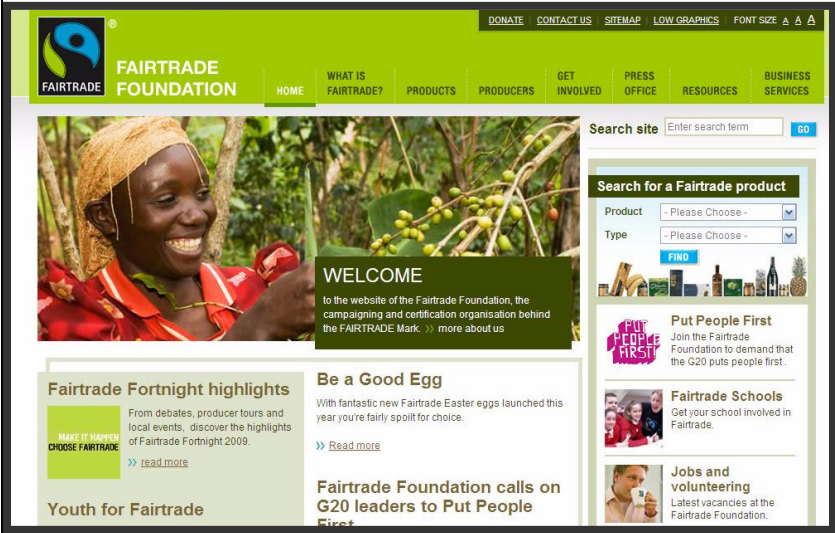 DONATE | CONTACT US | SITEMAP | LOW GRAPHICS | FONT SIZE A A A
®
FAIRTRADE
FAIRTRADE
FOUNDATION
HOME
WHAT IS
FAIRTRADE?
PRODUCTS
PRODUCERS
GET
INVOLVED
PRESS
OFFICE
RESOURCES
BUSINESS
SERVICES
Search site Enter search term GO
WELCOME
to the website of the Fairtrade Foundation, the
campaigning and certification organisation behind
the FAIRTRADE Mark. » more about us
Search for a Fairtrade product
Product - Please Choose -
Type - Please Choose -
FIND
Fairtrade Fortnight highlights
MAKE IT HAPPEN
CHOOSE FAIRTRADE
From debates, producer tours and
local events, discover the highlights
of Fairtrade Fortnight 2009.
» read more
Youth for Fairtrade
Be a Good Egg
With fantastic new Fairtrade Easter eggs launched this
year you're fairly spoilt for choice.
» Read more
Fairtrade Foundation calls on
G20 leaders to Put People
First
PUT
PEOPLE
FIRST!
Put People First
Join the Fairtrade
Foundation to demand that
the G20 puts people first .
Fairtrade Schools
Get your school involved in
Fairtrade.
Jobs and
volunteering
Latest vacancies at the
Fairtrade Foundation.